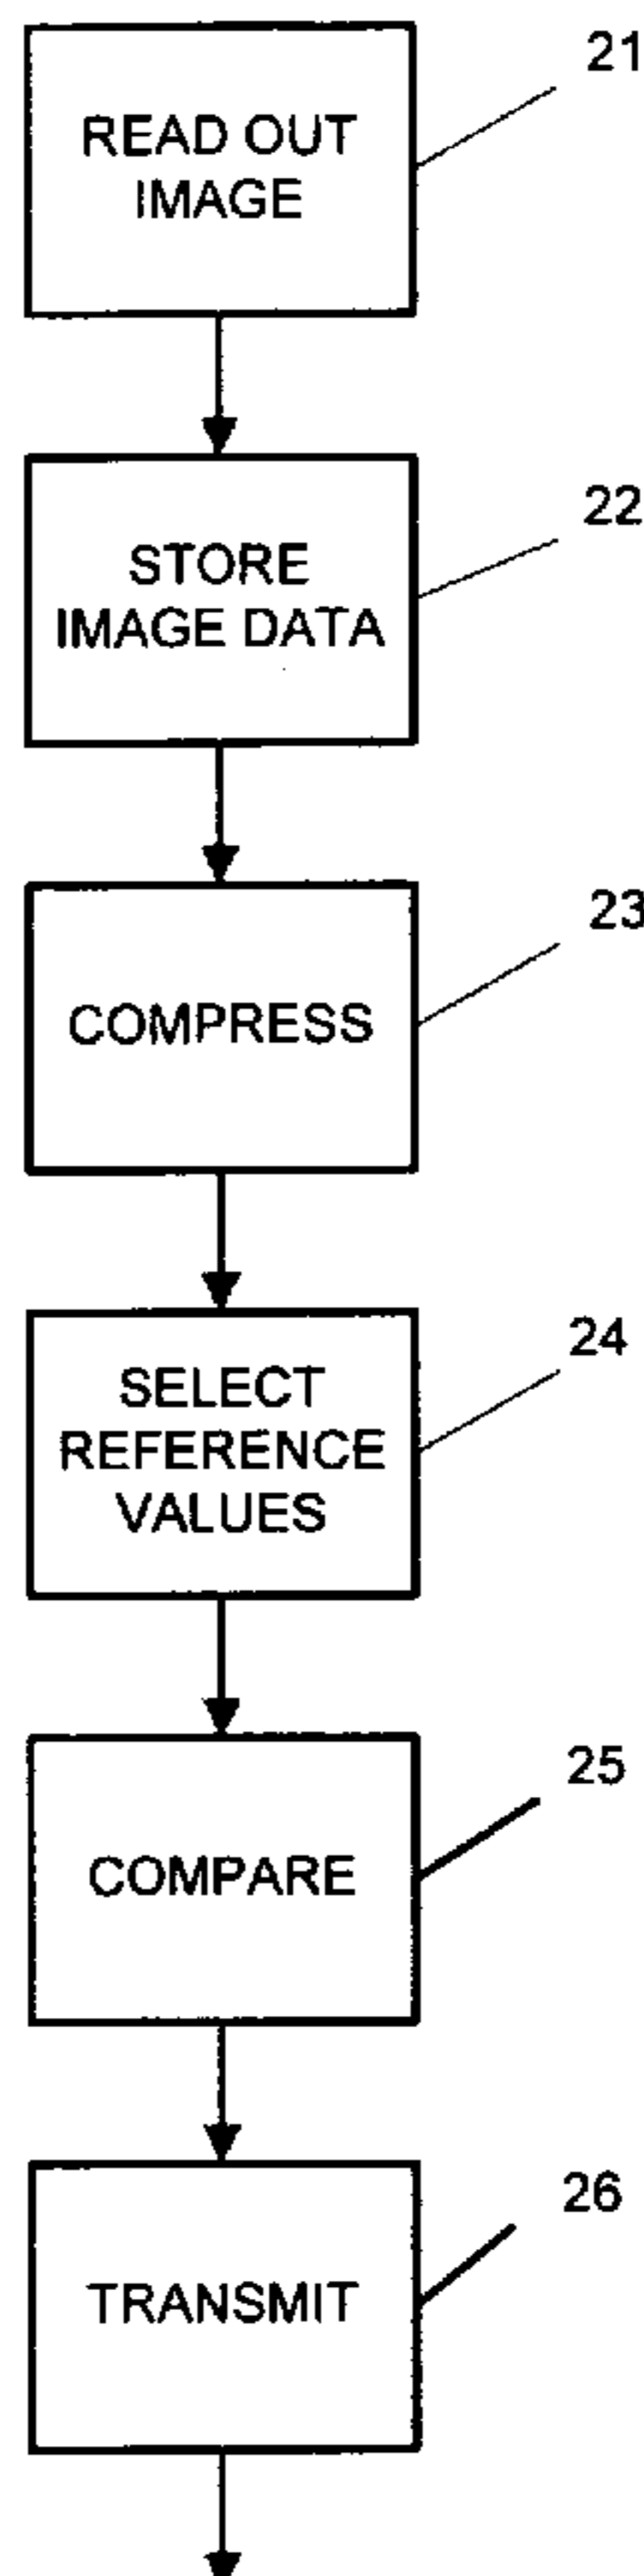 21
READ OUT
IMAGE
22
STORE
IMAGE DATA
23
COMPRESS
24
SELECT
REFERENCE
VALUES
25
COMPARE
26
TRANSMIT